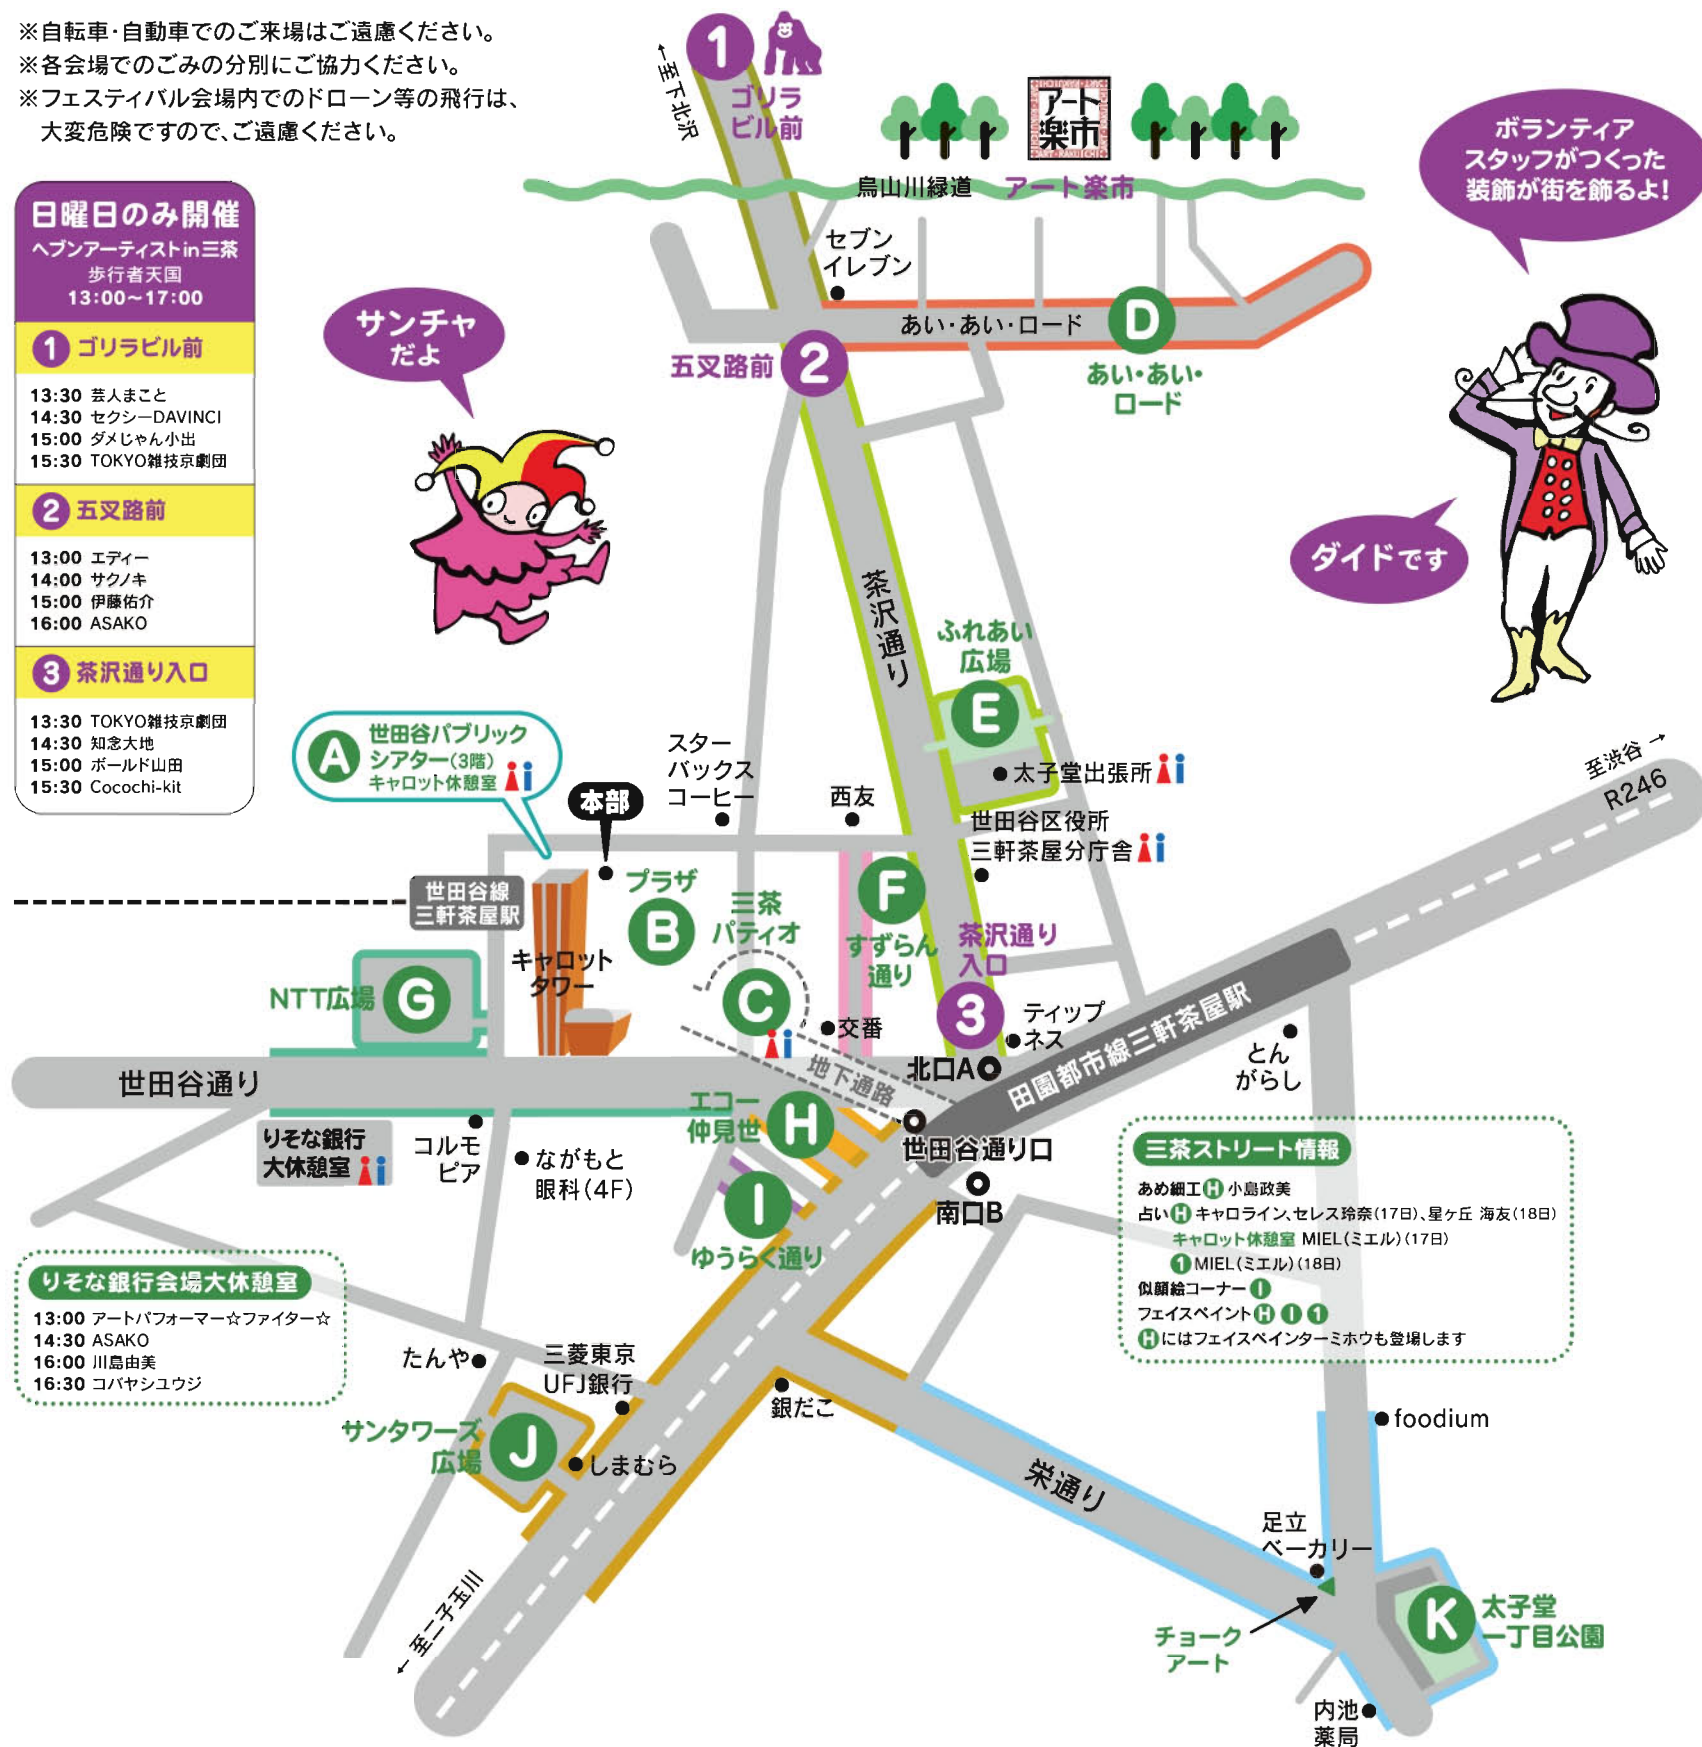 ※自転車・自動車でのご来場はご遠慮ください。
※各会場でのごみの分別にご協力ください。
※フェスティバル会場内でのドローン等の飛行は、
大変危険ですので、ご遠慮ください。
日曜日のみ開催
ヘブンアーティストin三茶
歩行者天国
13:00〜17:00
1 ゴリラビル前
13:30 芸人まこと
14:30 セクシーDAVINCI
15:00 ダメじゃん小出
15:30 TOKYO雑技京劇団
2 五叉路前
13:00 エディー
14:00 サクノキ
15:00 伊藤佑介
16:00 ASAKO
3 茶沢通り入口
13:30 TOKYO雑技京劇団
14:30 知念大地
15:00 ボールド山田
15:30 Cocochi-kit
←至下北沢
1
ゴリラ
ビル前
アート
楽市
烏山川緑道
アート楽市
ボランティア
スタッフがつくった
装飾が街を飾るよ!
セブン
イレブン
あい・あい・ロード
D
あい・あい・
ロード
五叉路前
2
サンチャ
だよ
ダイドです
茶沢通り
ふれあい
広場
E
太子堂出張所
世田谷区役所
三軒茶屋分庁舎
A
世田谷パブリック
シアター(3階)
キャロット休憩室
本部
スター
バックス
コーヒー
西友
至渋谷→
R246
世田谷線
三軒茶屋駅
プラザ
B
三茶
パティオ
C
F
すずらん
通り
茶沢通り
入口
3
キャロット
タワー
NTT広場
G
交番
ティップ
ネス
北口A
田園都市線三軒茶屋駅
とん
がらし
世田谷通り
地下通路
エコー
仲見世
H
世田谷通り口
南口B
りそな銀行
大休憩室
コルモ
ピア
ながもと
眼科(4F)
I
ゆうらく通り
三茶ストリート情報
あめ細工 H 小島政美
占い H キャロライン、セレス玲奈(17日)、星ヶ丘 海友(18日)
キャロット休憩室 MIEL(ミエル)(17日)
1 MIEL(ミエル)(18日)
似顔絵コーナー I
フェイスペイント H I 1
Hにはフェイスペインターミホウも登場します
りそな銀行会場大休憩室
13:00 アートパフォーマー☆ファイター☆
14:30 ASAKO
16:00 川島由美
16:30 コバヤシユウジ
たんや
三菱東京
UFJ銀行
銀だこ
サンタワーズ
広場
J
しまむら
foodium
栄通り
足立
ベーカリー
←至二子玉川
チョーク
アート
K
太子堂
一丁目公園
内池
薬局